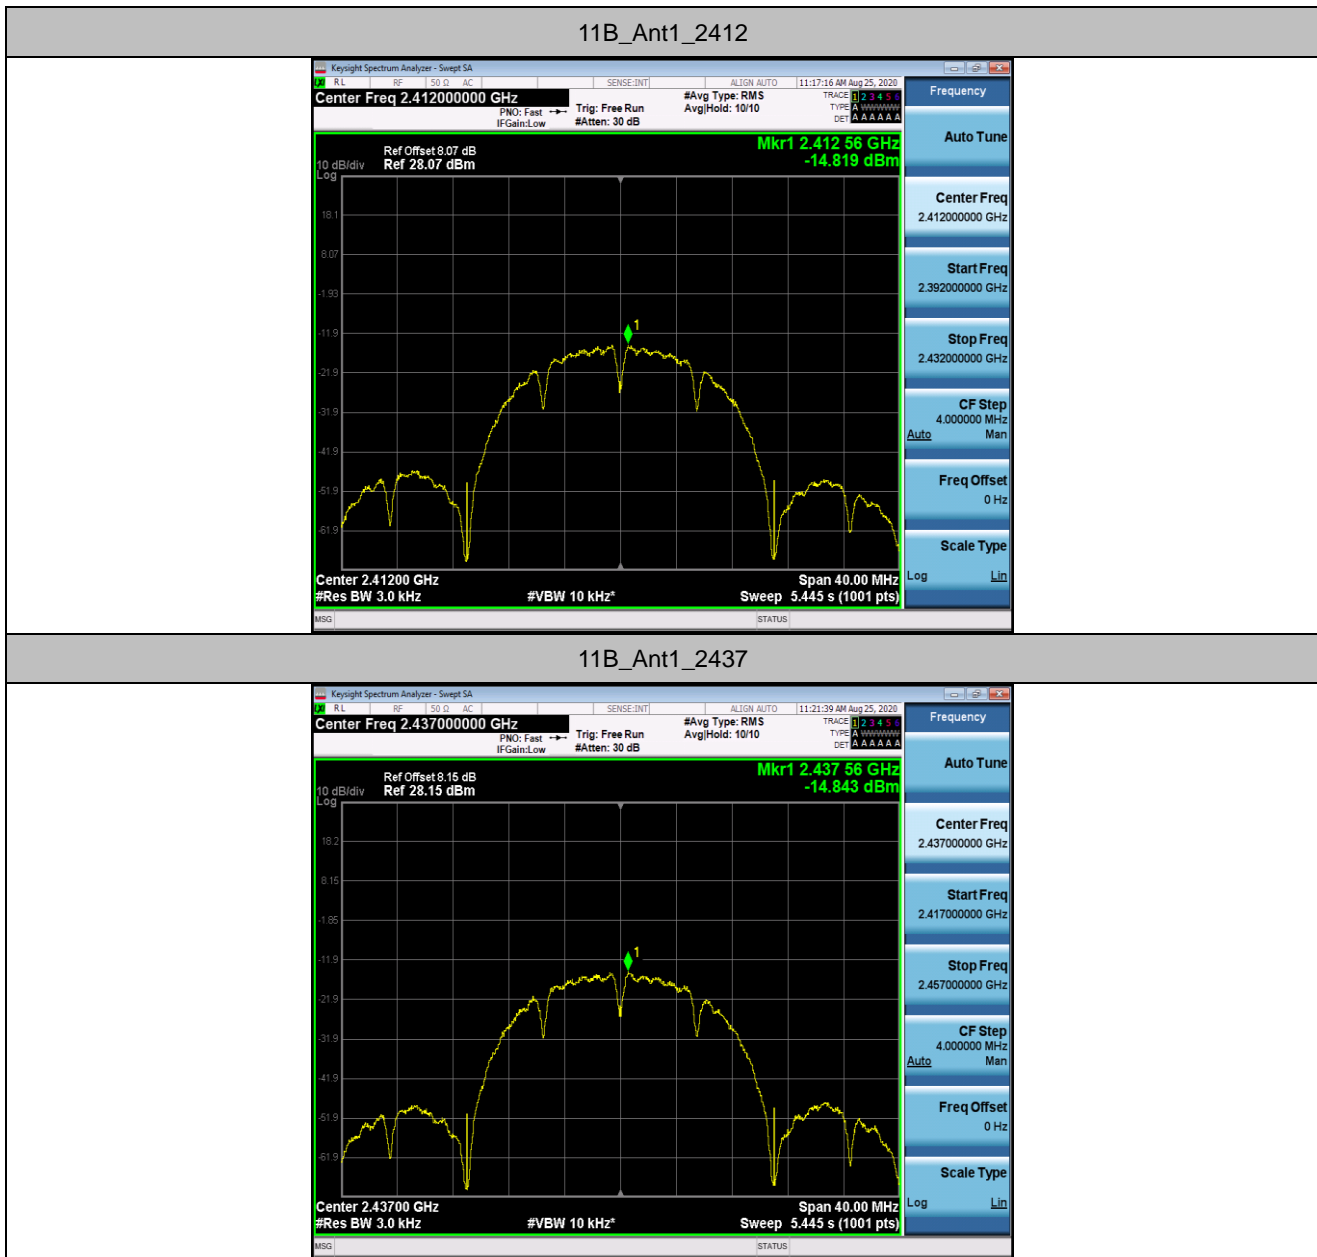 11B_Ant1_2412
Keysight Spectrum Analyzer - Swept SA
RL RF 50 Ω AC SENSE:INT ALIGN AUTO 11:17:16 AM Aug 25, 2020
Center Freq 2.412000000 GHz
PNO: Fast
IFGain:Low
Trig: Free Run
#Atten: 30 dB
#Avg Type: RMS
Avg|Hold: 10/10
TRACE 1 2 3 4 5 6
TYPE A WWWWW
DET A A A A A A
Ref Offset 8.07 dB
Ref 28.07 dBm
10 dB/div
Log
Mkr1 2.412 56 GHz
-14.819 dBm
18.1
8.07
-1.93
-11.9
-21.9
-31.9
-41.9
-51.9
-61.9
1
Center 2.41200 GHz
Span 40.00 MHz
#Res BW 3.0 kHz
#VBW 10 kHz*
Sweep 5.445 s (1001 pts)
MSG
STATUS
Frequency
Auto Tune
Center Freq
2.412000000 GHz
Start Freq
2.392000000 GHz
Stop Freq
2.432000000 GHz
CF Step
4.000000 MHz
Auto Man
Freq Offset
0 Hz
Scale Type
Log Lin
11B_Ant1_2437
Keysight Spectrum Analyzer - Swept SA
RL RF 50 Ω AC SENSE:INT ALIGN AUTO 11:21:39 AM Aug 25, 2020
Center Freq 2.437000000 GHz
PNO: Fast
IFGain:Low
Trig: Free Run
#Atten: 30 dB
#Avg Type: RMS
Avg|Hold: 10/10
TRACE 1 2 3 4 5 6
TYPE A WWWWW
DET A A A A A A
Ref Offset 8.15 dB
Ref 28.15 dBm
10 dB/div
Log
Mkr1 2.437 56 GHz
-14.843 dBm
18.2
8.15
-1.85
-11.9
-21.9
-31.9
-41.9
-51.9
-61.9
1
Center 2.43700 GHz
Span 40.00 MHz
#Res BW 3.0 kHz
#VBW 10 kHz*
Sweep 5.445 s (1001 pts)
MSG
STATUS
Frequency
Auto Tune
Center Freq
2.437000000 GHz
Start Freq
2.417000000 GHz
Stop Freq
2.457000000 GHz
CF Step
4.000000 MHz
Auto Man
Freq Offset
0 Hz
Scale Type
Log Lin